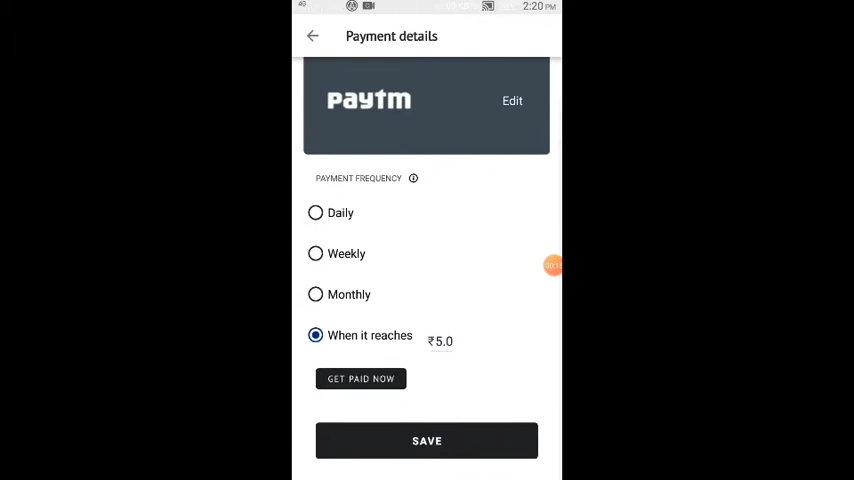 4G
2:20 PM
Payment details
paytm
Edit
PAYMENT FREQUENCY
Daily
Weekly
Monthly
When it reaches
₹5.0
GET PAID NOW
SAVE